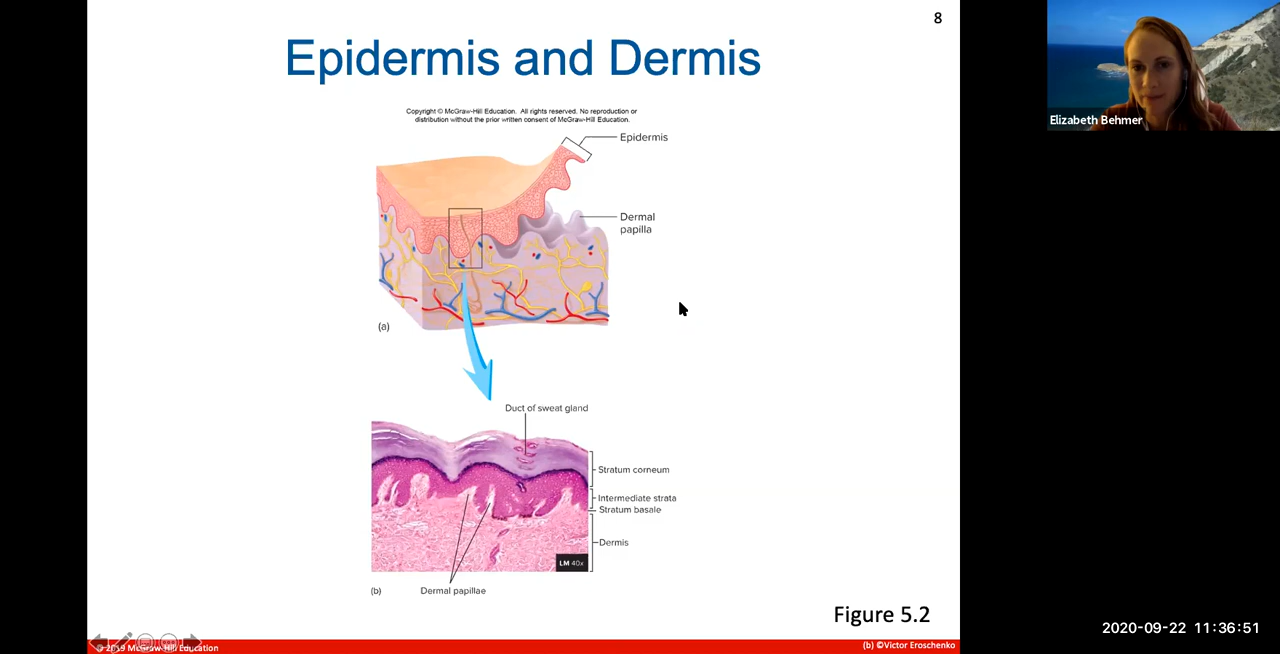 8
Epidermis and Dermis
Copyright © McGraw-Hill Education. All rights reserved. No reproduction or
distribution without the prior written consent of McGraw-Hill Education.
Epidermis
Dermal
papilla
(a)
Duct of sweat gland
Stratum corneum
Intermediate strata
Stratum basale
Dermis
LM 40x
(b)
Dermal papillae
Figure 5.2
© 2019 McGraw-Hill Education
(b) ©Victor Eroschenko
Elizabeth Behmer
2020-09-22 11:36:51